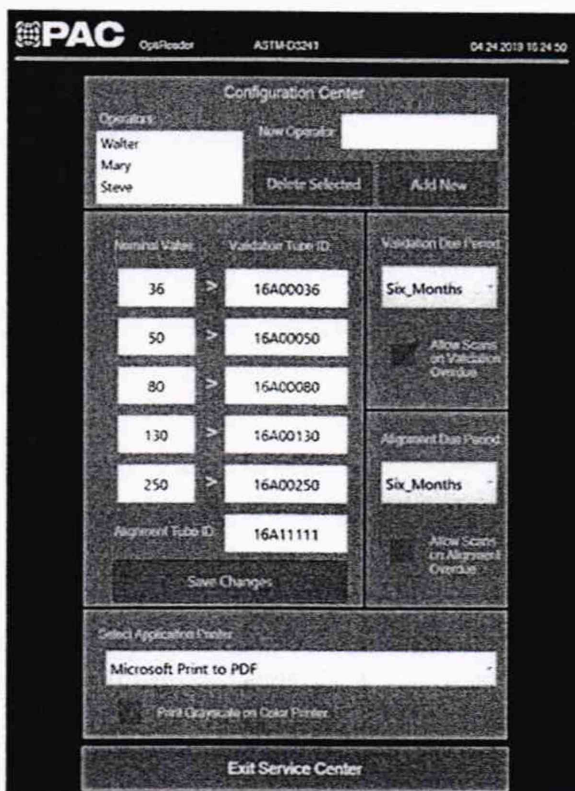 PAC OptiReader ASTM-D3241 04.24.2019 16:24:50
Configuration Center
Operators New Operator
Walter
Mary
Steve
Delete Selected Add New
Nominal Value Validation Tube ID Validation Due Period
36 > 16A00036 Six_Months
50 > 16A00050
Allow Scans
on Validation
Overdue
80 > 16A00080
130 > 16A00130
Alignment Due Period
250 > 16A00250 Six_Months
Alignment Tube ID 16A11111
Allow Scans
on Alignment
Overdue
Save Changes
Select Application Printer
Microsoft Print to PDF
Print Grayscale on Color Printer
Exit Service Center